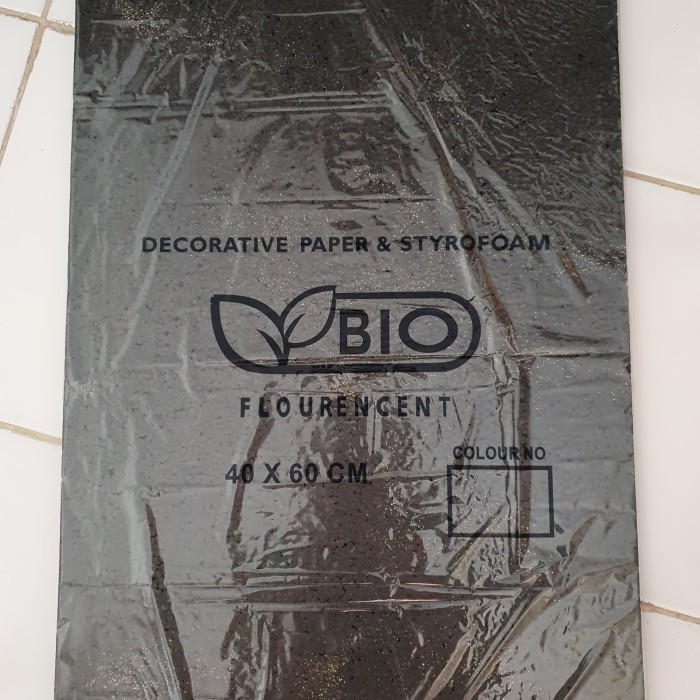 DECORATIVE PAPER & STYROFOAM
BIO
FLOURENCENT
40 X 60 CM
COLOUR NO